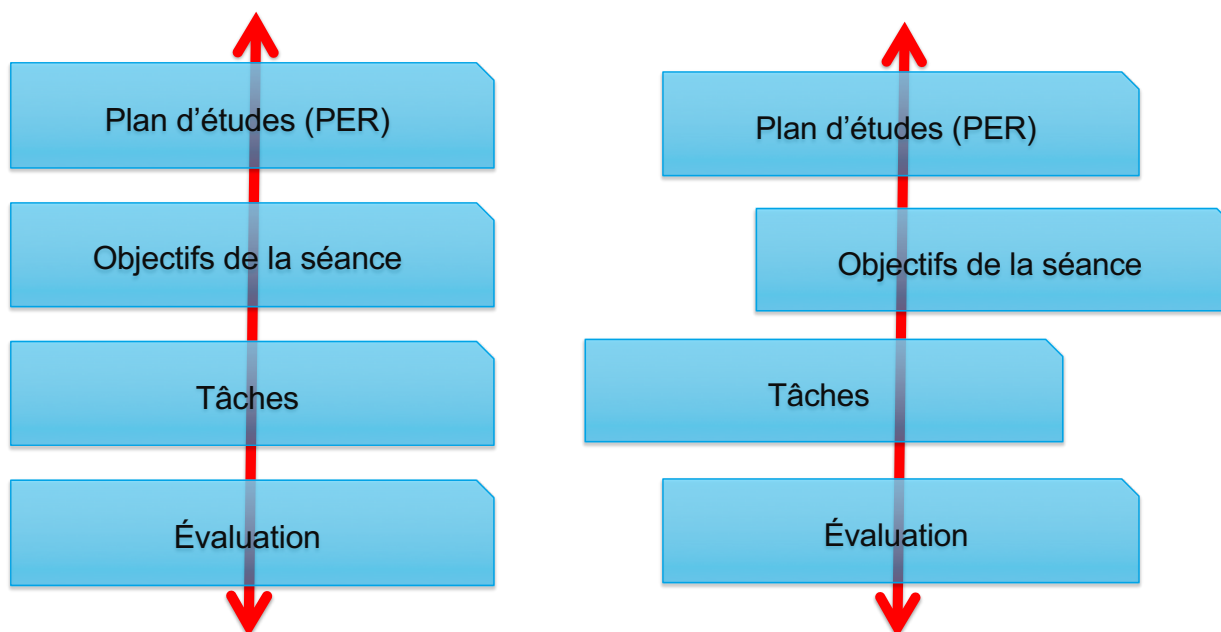 Plan d’études (PER)
Objectifs de la séance
Tâches
Évaluation
Plan d’études (PER)
Objectifs de la séance
Tâches
Évaluation